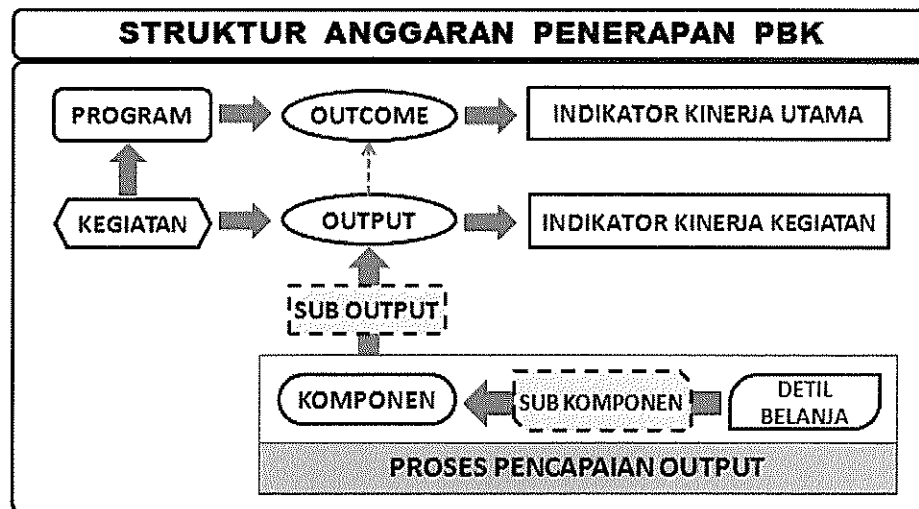 STRUKTUR ANGGARAN PENERAPAN PBK
PROGRAM
OUTCOME
INDIKATOR KINERJA UTAMA
KEGIATAN
OUTPUT
INDIKATOR KINERJA KEGIATAN
SUB OUTPUT
KOMPONEN
SUB KOMPONEN
DETIL
BELANJA
PROSES PENCAPAIAN OUTPUT